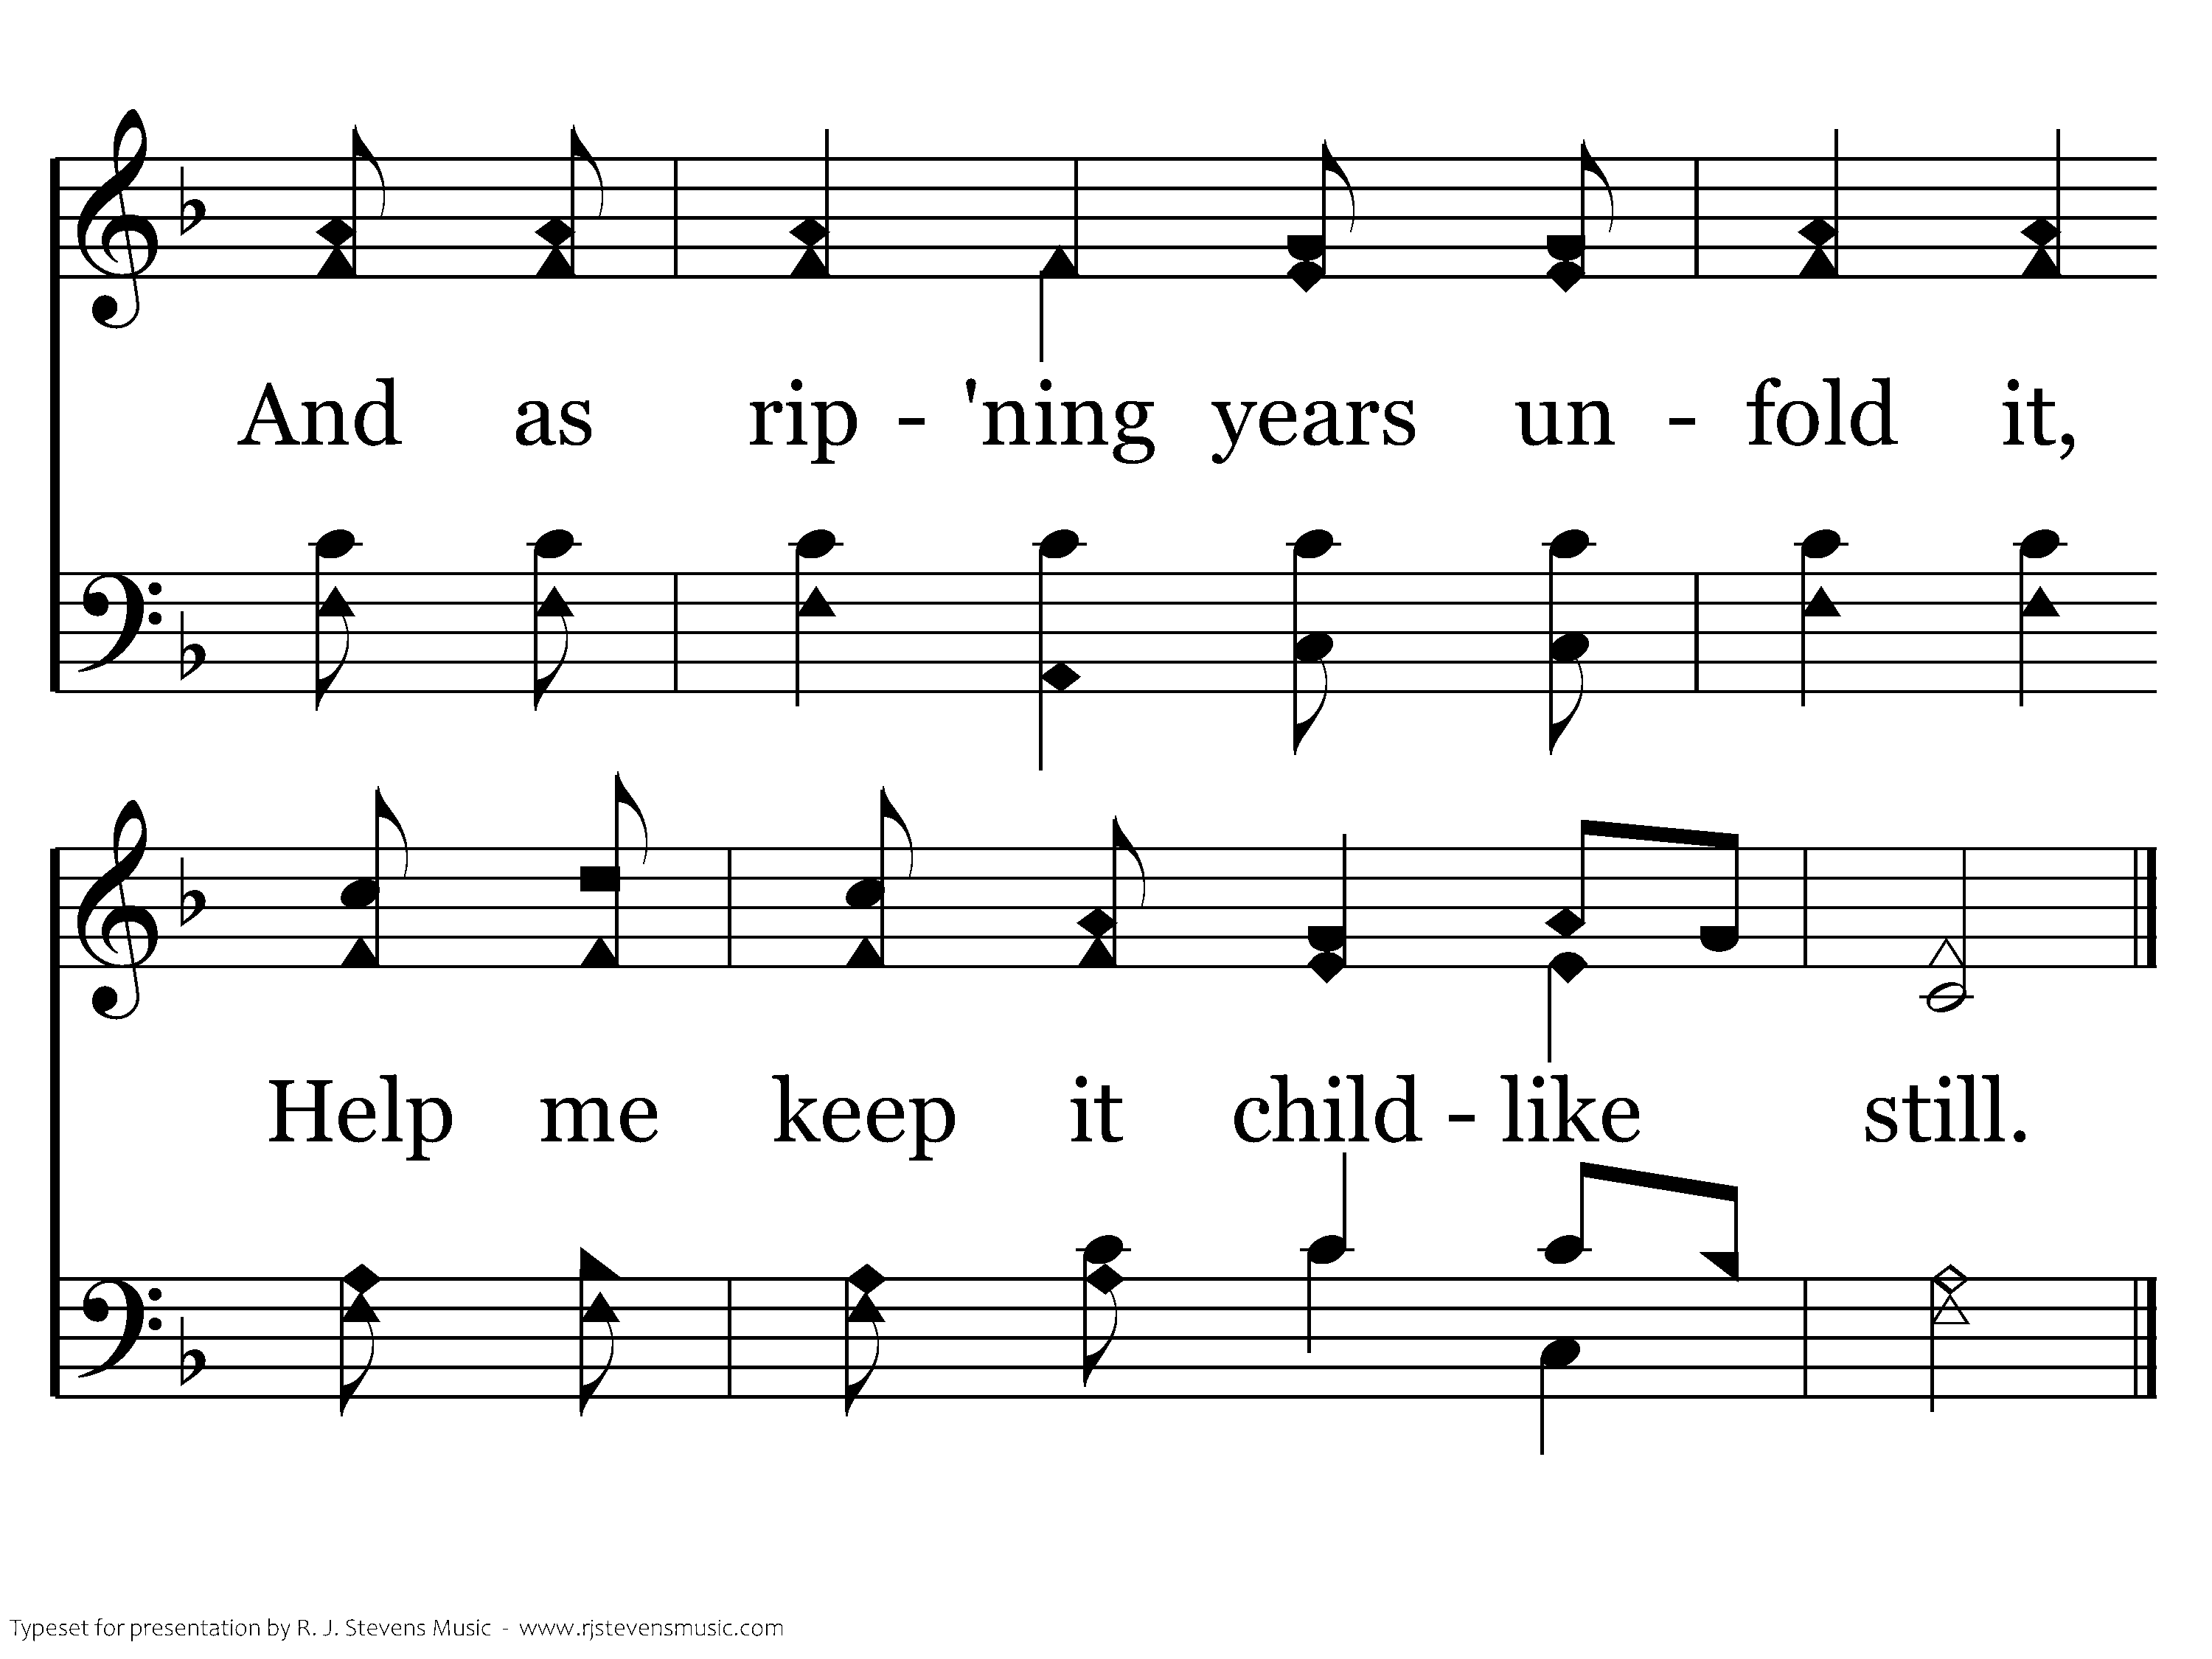 And as rip - 'ning years un - fold it,
Help me keep it child - like still.
Typeset for presentation by R. J. Stevens Music - www.rjstevensmusic.com